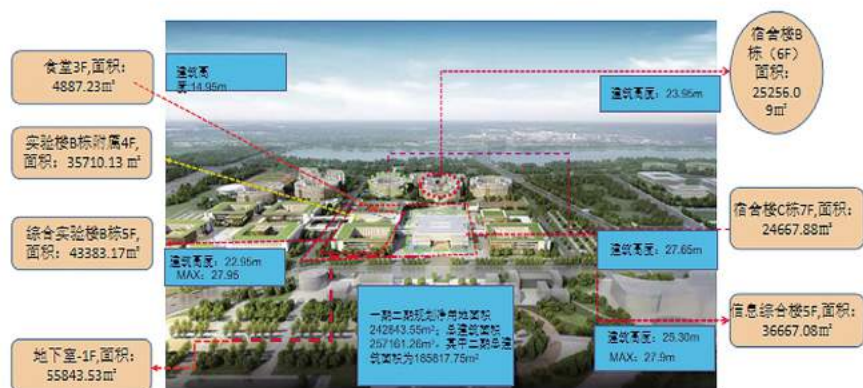 食堂3F,面积:
4887.23㎡
建筑高
度:14.95m
宿舍楼B
栋（6F）
面积:
25256.0
9㎡
建筑高度: 23.95m
实验楼B栋附属4F,
面积: 35710.13 ㎡
综合实验楼B栋5F,
面积: 43383.17㎡
宿舍楼C栋7F,面积:
24667.88㎡
建筑高度: 22.95m
MAX: 27.95
建筑高度: 27.65m
一期二期规划净用地面积
242843.55m²; 总建筑面积
257161.26m², 其中二期总建
筑面积为185817.75m²
信息综合楼5F,面积:
36667.08㎡
建筑高度: 25.30m
MAX: 27.9m
地下室-1F,面积:
55843.53㎡